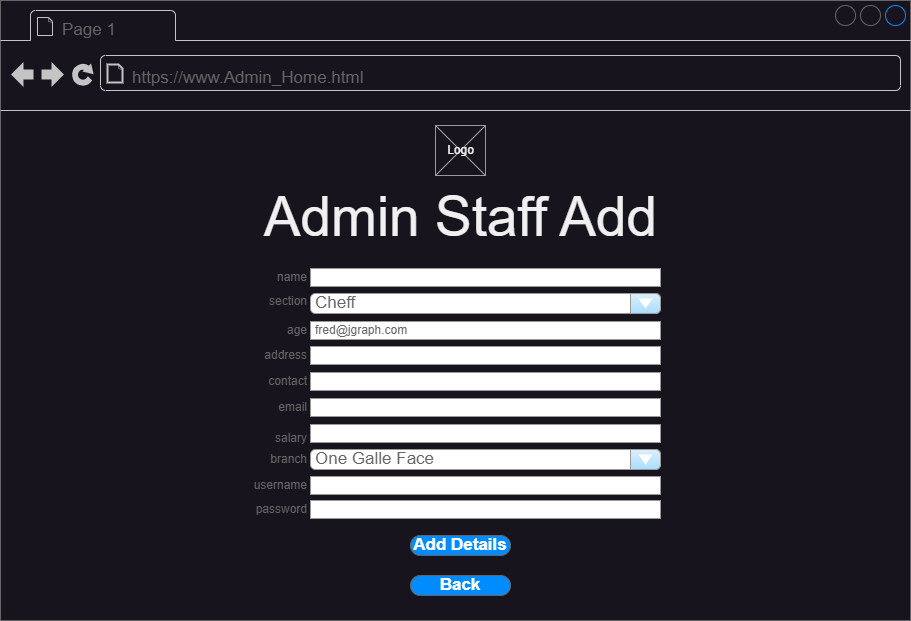 Page 1
https://www.Admin_Home.html
Logo
Admin Staff Add
name
section Cheff
age fred@jgraph.com
address
contact
email
salary
branch One Galle Face
username
password
Add Details
Back